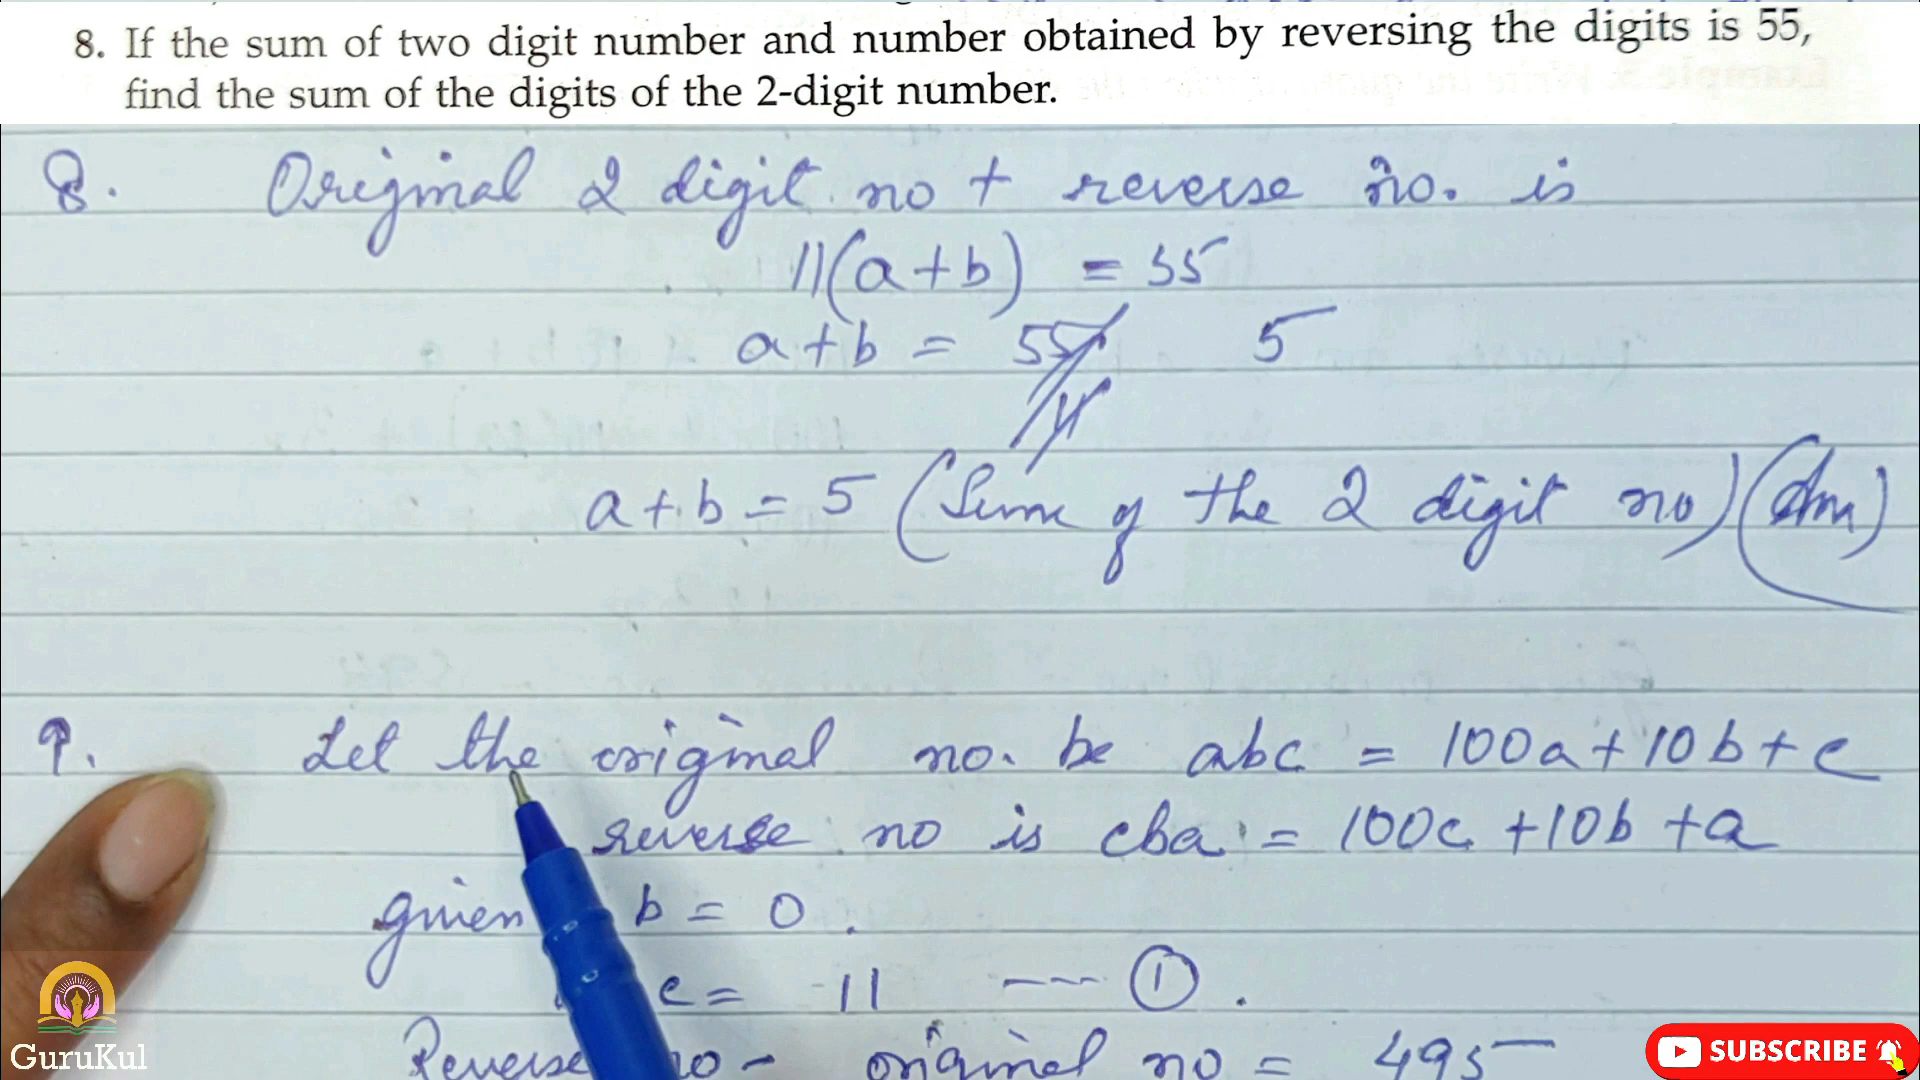 8. If the sum of two digit number and number obtained by reversing the digits is 55,
find the sum of the digits of the 2-digit number.
8. Original 2 digit no + reverse no. is
11(a+b) = 55
a+b = 55/11 5
a+b = 5 (Sum of the 2 digit no) (Ans)
9. Let the original no. be abc = 100a+10b+c
reverse no is cba = 100c+10b+a
given b = 0.
c = 11 --- ①.
Reverse no - original no = 495
GuruKul
SUBSCRIBE